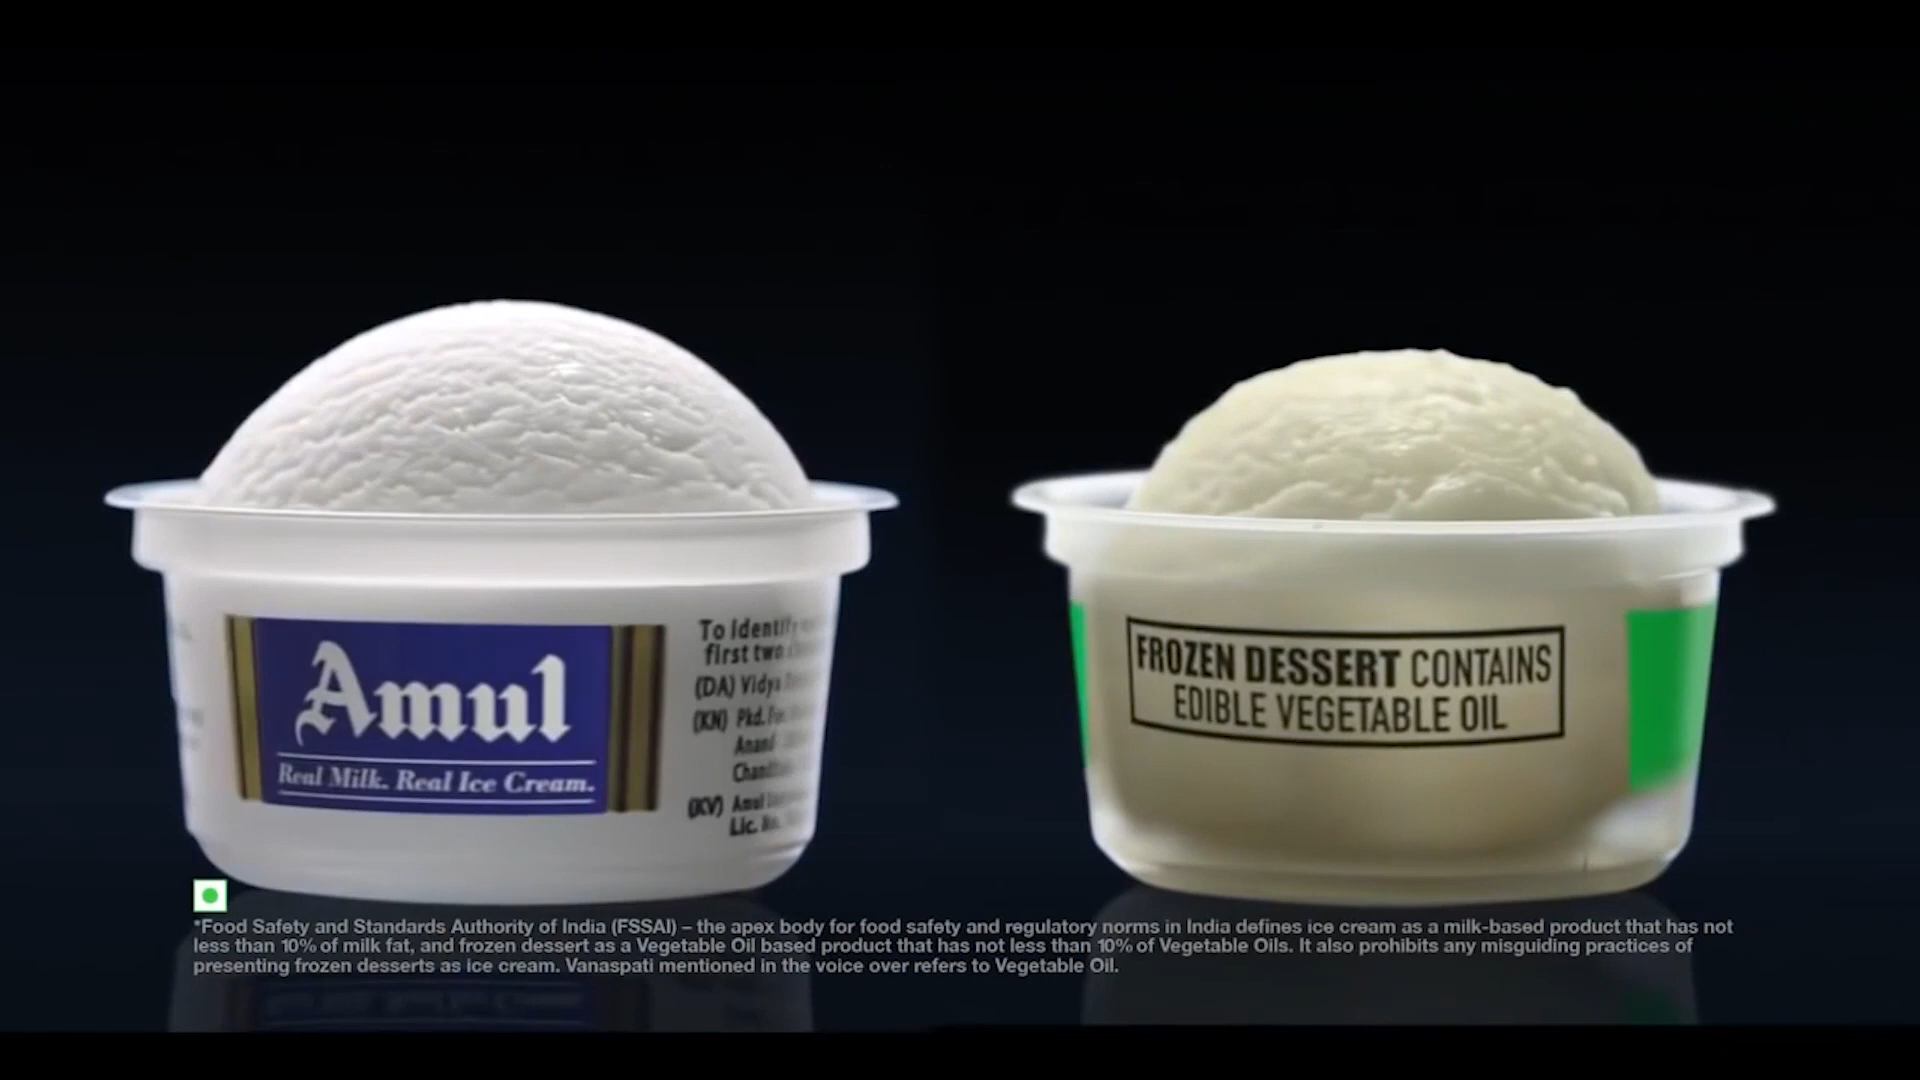 Amul
Real Milk. Real Ice Cream.
To Identify
first two
(DA) Vidya
(KN) Pkd.
Anand
(KV) Amul
Lic. No.
FROZEN DESSERT CONTAINS
EDIBLE VEGETABLE OIL
*Food Safety and Standards Authority of India (FSSAI) – the apex body for food safety and regulatory norms in India defines ice cream as a milk-based product that has not
less than 10% of milk fat, and frozen dessert as a Vegetable Oil based product that has not less than 10% of Vegetable Oils. It also prohibits any misguiding practices of
presenting frozen desserts as ice cream. Vanaspati mentioned in the voice over refers to Vegetable Oil.